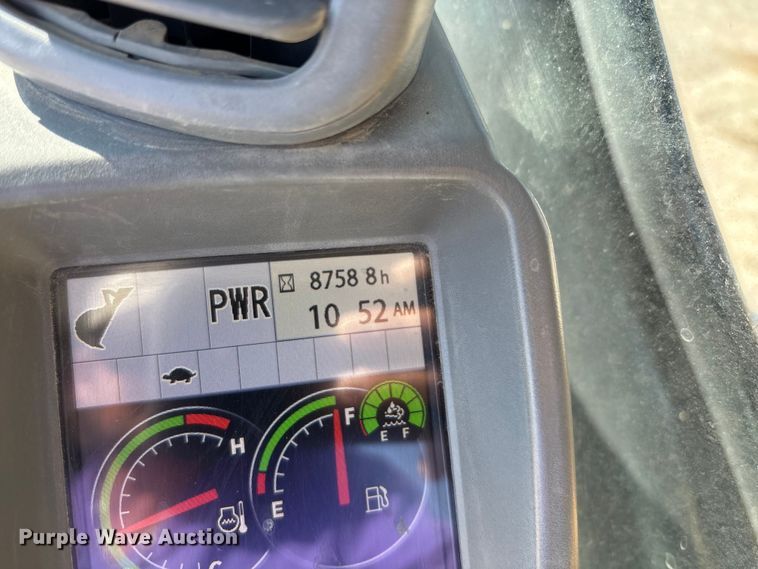 8758 8h
PWR
10 52 AM
H
F
E F
E
C
Purple Wave Auction